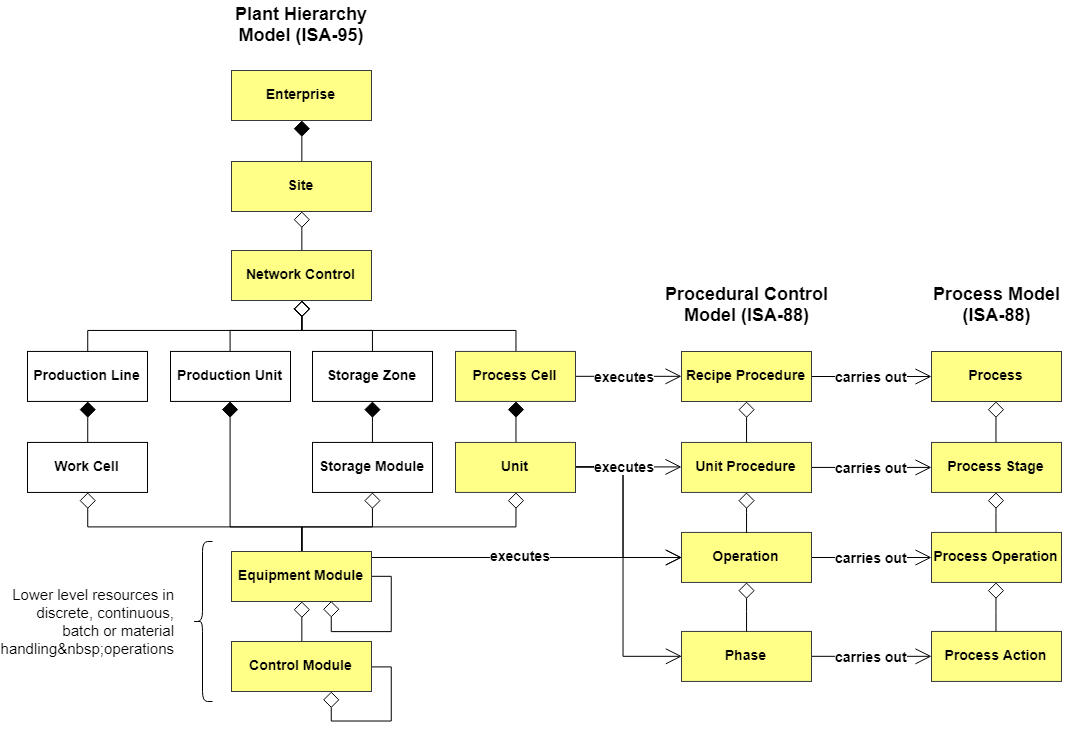 Plant Hierarchy
Model (ISA-95)
Enterprise
Site
Network Control
Procedural Control
Model (ISA-88)
Process Model
(ISA-88)
Production Line
Production Unit
Storage Zone
Process Cell
executes
Recipe Procedure
carries out
Process
Work Cell
Storage Module
Unit
executes
Unit Procedure
carries out
Process Stage
executes
Operation
carries out
Process Operation
Equipment Module
Lower level resources in
discrete, continuous,
batch or material
handling&nbsp;operations
Control Module
Phase
carries out
Process Action